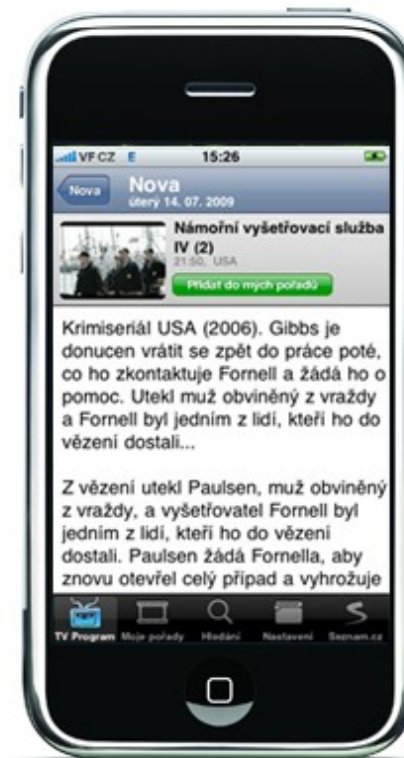 VF CZ E 15:26
Nova
Nova
úterý 14. 07. 2009
Námořní vyšetřovací služba
IV (2)
21:50, USA
Přidat do mých pořadů
Krimiseriál USA (2006). Gibbs je
donucen vrátit se zpět do práce poté,
co ho zkontaktuje Fornell a žádá ho o
pomoc. Utekl muž obviněný z vraždy
a Fornell byl jedním z lidí, kteří ho do
vězení dostali...
Z vězení utekl Paulsen, muž obviněný
z vraždy, a vyšetřovatel Fornell byl
jedním z lidí, kteří ho do vězení
dostali. Paulsen žádá Fornella, aby
znovu otevřel celý případ a vyhrožuje
TV Program Moje pořady Hledání Nastavení Seznam.cz